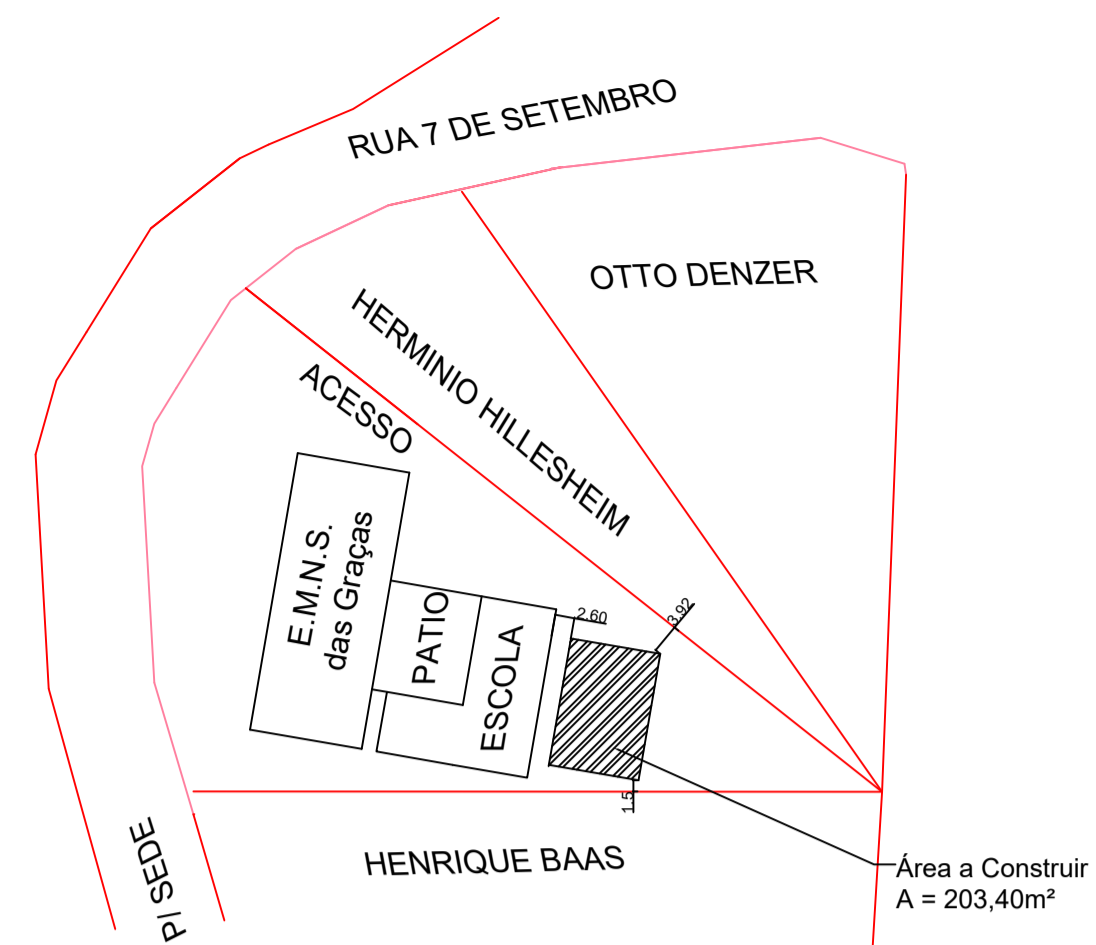 RUA 7 DE SETEMBRO
OTTO DENZER
HERMINIO HILLESHEIM
ACESSO
E.M.N.S.
das Graças
PATIO
ESCOLA
2.60
3.92
1.5
HENRIQUE BAAS
P/ SEDE
Área a Construir
A = 203,40m²